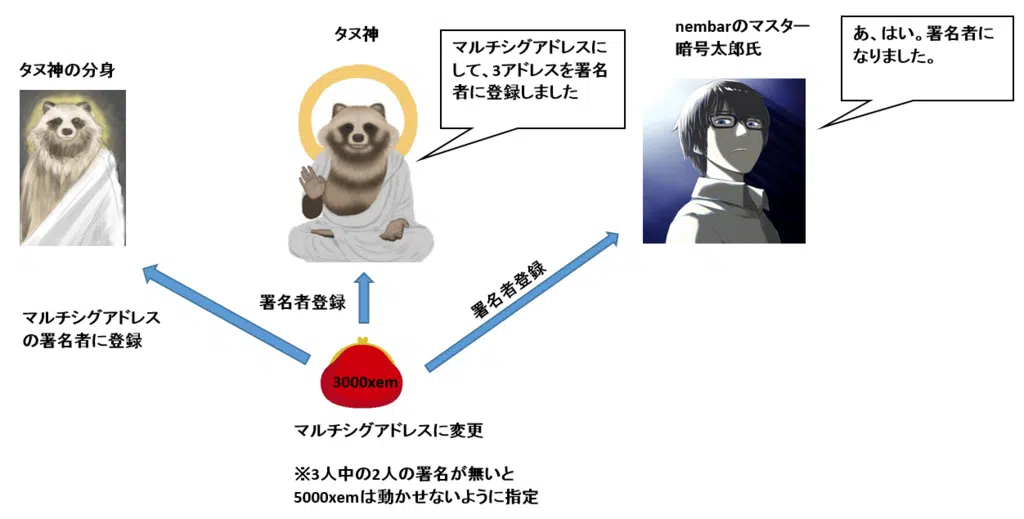 タヌ神の分身
タヌ神
マルチシグアドレスに
して、3アドレスを署名
者に登録しました
nembarのマスター
暗号太郎氏
あ、はい。署名者に
なりました。
マルチシグアドレス
の署名者に登録
署名者登録
署名者登録
3000xem
マルチシグアドレスに変更
※3人中の2人の署名が無いと
5000xemは動かせないように指定